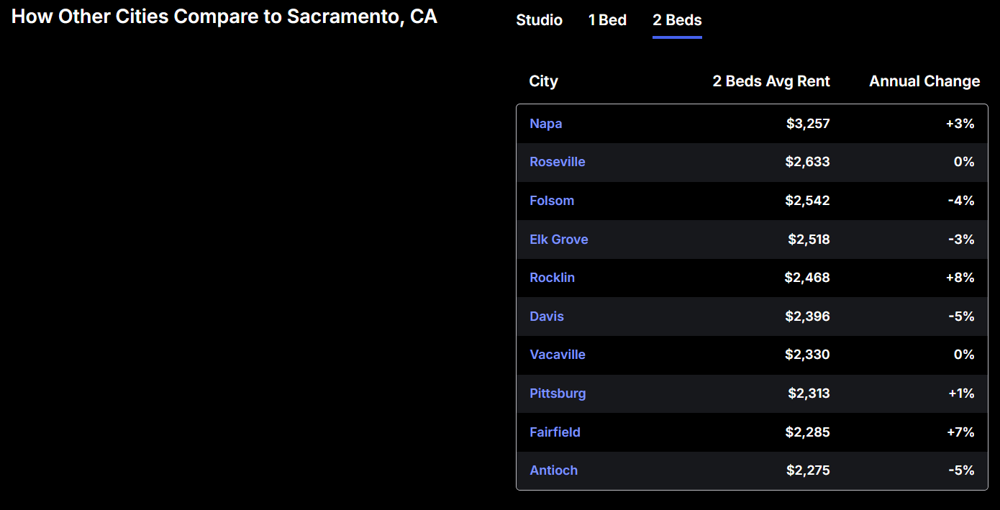 How Other Cities Compare to Sacramento, CA
Studio 1 Bed 2 Beds
City 2 Beds Avg Rent Annual Change
Napa $3,257 +3%
Roseville $2,633 0%
Folsom $2,542 -4%
Elk Grove $2,518 -3%
Rocklin $2,468 +8%
Davis $2,396 -5%
Vacaville $2,330 0%
Pittsburg $2,313 +1%
Fairfield $2,285 +7%
Antioch $2,275 -5%